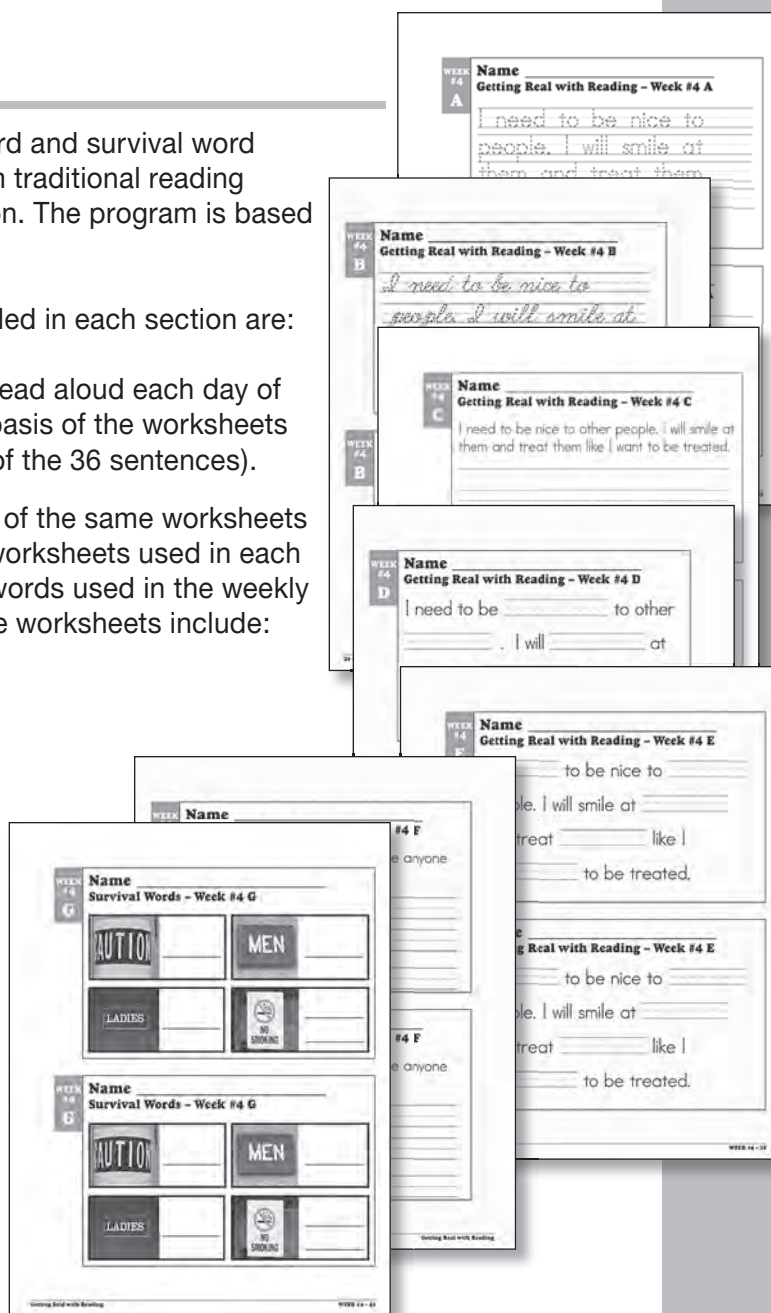 rd and survival word
n traditional reading
on. The program is based
ded in each section are:
ead aloud each day of
basis of the worksheets
of the 36 sentences).
of the same worksheets
worksheets used in each
words used in the weekly
e worksheets include:
WEEK #4 A
Name
Getting Real with Reading – Week #4 A
I need to be nice to
people. I will smile at
them and treat them
WEEK #4 B
Name
Getting Real with Reading – Week #4 B
I need to be nice to
people. I will smile at
WEEK #4 B
WEEK #4 C
Name
Getting Real with Reading – Week #4 C
I need to be nice to other people. I will smile at
them and treat them like I want to be treated.
WEEK #4 D
Name
Getting Real with Reading – Week #4 D
I need to be to other
. I will at
WEEK #4 E
Name
Getting Real with Reading – Week #4 E
to be nice to
ple. I will smile at
treat like I
to be treated.
e
g Real with Reading – Week #4 E
to be nice to
ple. I will smile at
treat like I
to be treated.
WEEK
Name
#4 F
e anyone
#4 F
e anyone
Getting Real with Reading
WEEK #4 G
Name
Survival Words – Week #4 G
CAUTION
MEN
LADIES
NO SMOKING
WEEK #4 G
Name
Survival Words – Week #4 G
CAUTION
MEN
LADIES
NO SMOKING
Getting Real with Reading